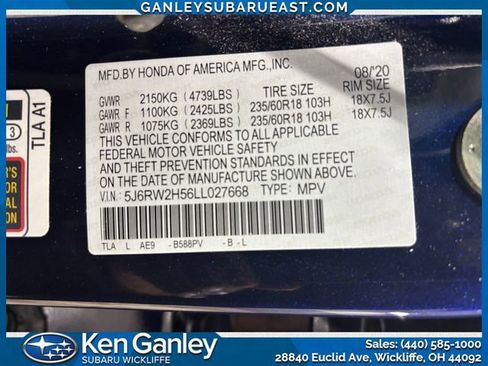 GANLEYSUBARUEAST.COM
MFD.BY HONDA OF AMERICA MFG.,INC.
08/'20
GVWR 2150KG (4739LBS) TIRE SIZE RIM SIZE
GAWR F 1100KG (2425LBS) 235/60R18 103H 18X7.5J
GAWR R 1075KG (2369LBS) 235/60R18 103H 18X7.5J
THIS VEHICLE CONFORMS TO ALL APPLICABLE
FEDERAL MOTOR VEHICLE SAFETY
AND THEFT PREVENTION STANDARDS IN EFFECT
ON THE DATE OF MANUFACTURE SHOWN ABOVE.
V.I.N.: 5J6RW2H56LL027668 TYPE: MPV
TLA L AE9 -B588PV -B - L
TLA A1
3
lbs.
Ken Ganley
SUBARU WICKLIFFE
Sales: (440) 585-1000
28840 Euclid Ave, Wickliffe, OH 44092